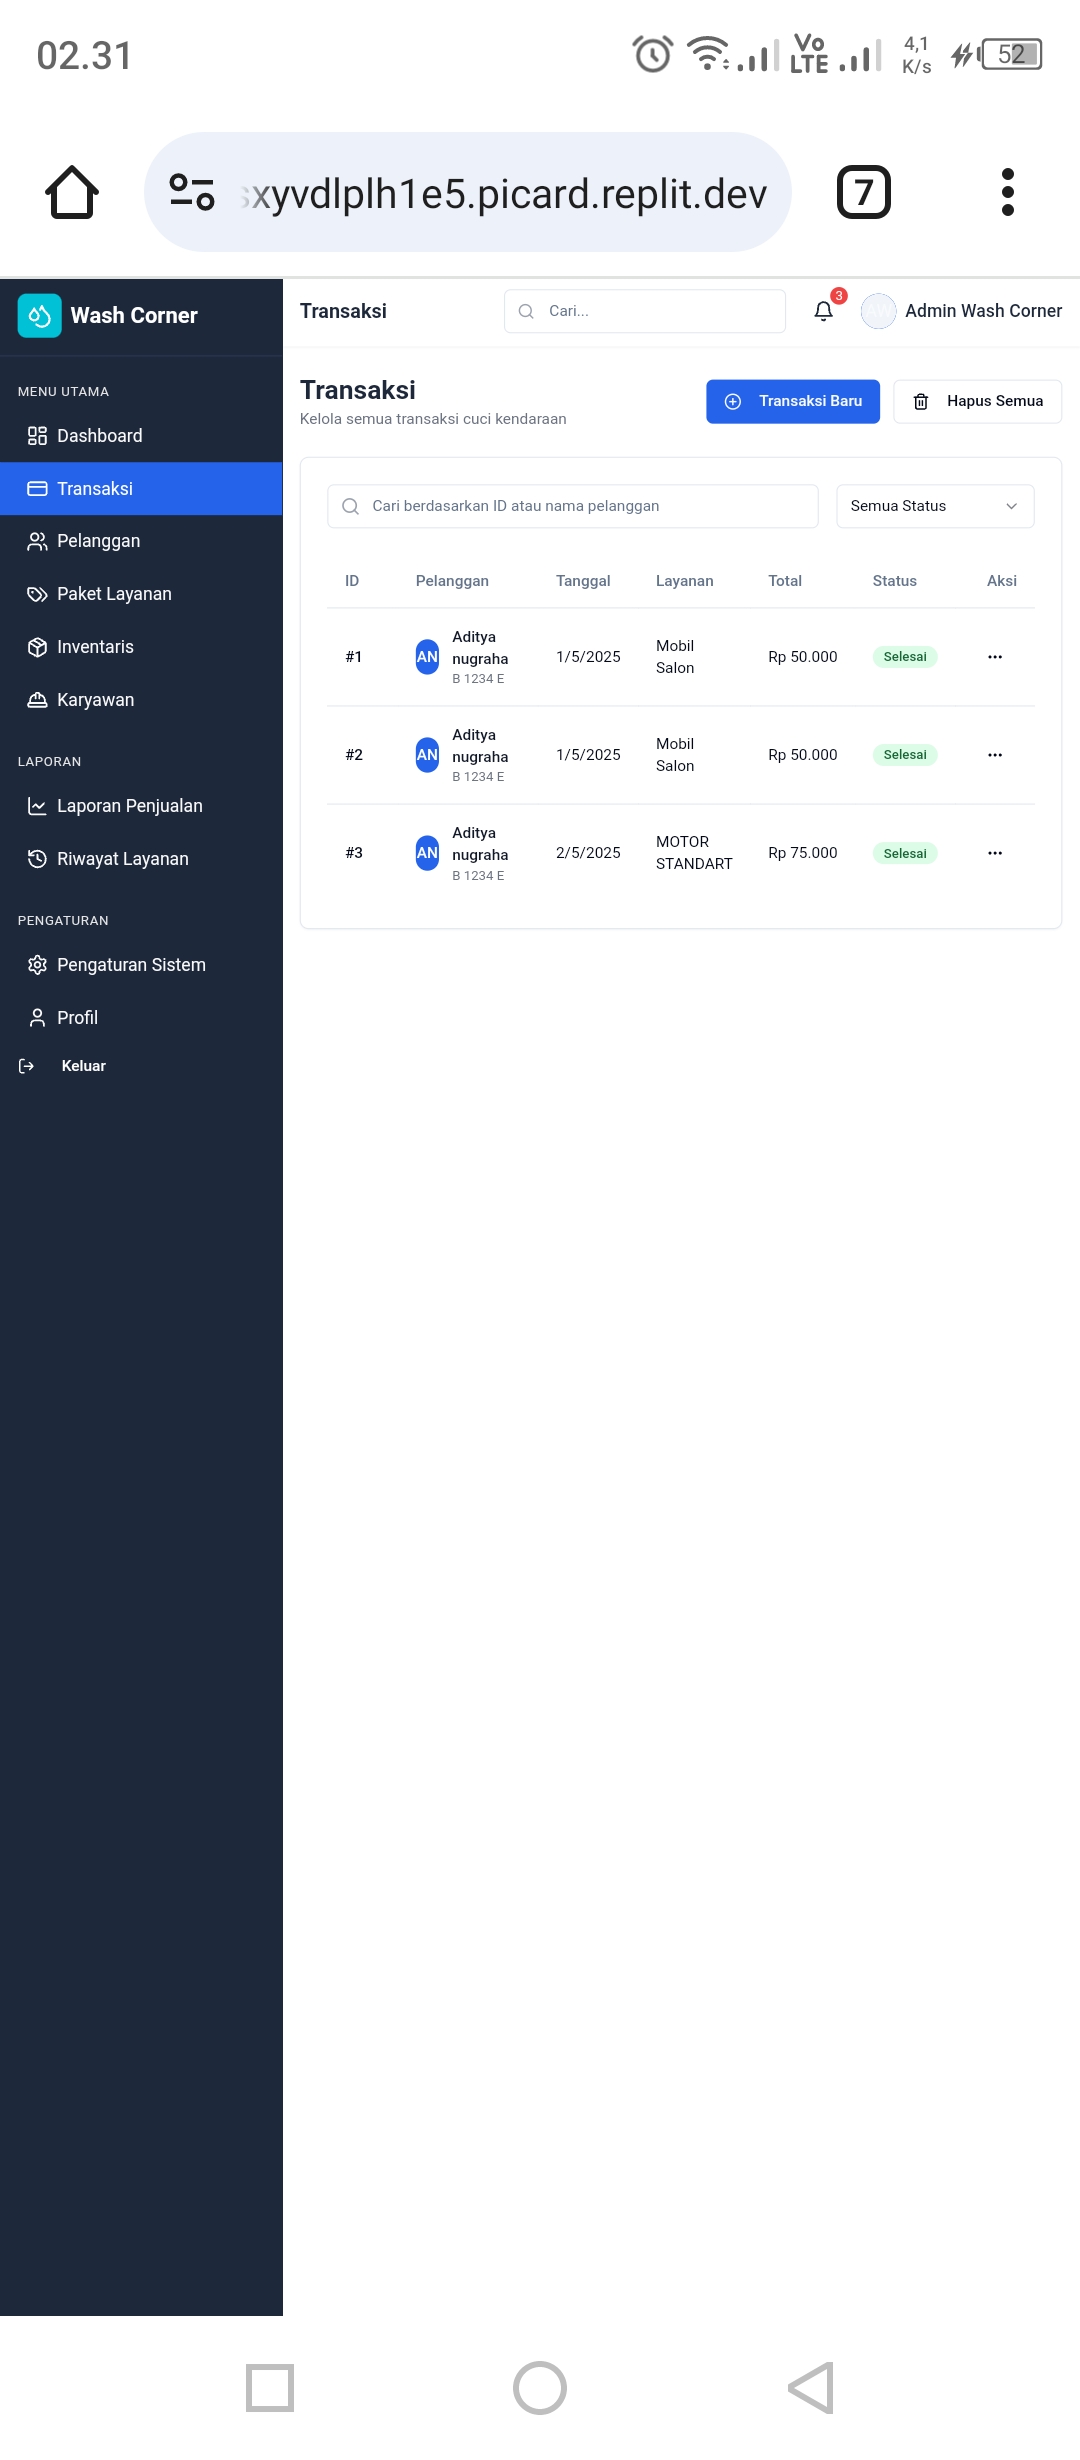 02.31
Vo
LTE
4,1
K/s
52
xyvdlplh1e5.picard.replit.dev
7
Wash Corner
Transaksi
Cari...
3
Admin Wash Corner
MENU UTAMA
Dashboard
Transaksi
Pelanggan
Paket Layanan
Inventaris
Karyawan
LAPORAN
Laporan Penjualan
Riwayat Layanan
PENGATURAN
Pengaturan Sistem
Profil
Keluar
Transaksi
Kelola semua transaksi cuci kendaraan
Transaksi Baru
Hapus Semua
Cari berdasarkan ID atau nama pelanggan
Semua Status
ID Pelanggan Tanggal Layanan Total Status Aksi
#1 AN Aditya nugraha B 1234 E 1/5/2025 Mobil Salon Rp 50.000 Selesai
#2 AN Aditya nugraha B 1234 E 1/5/2025 Mobil Salon Rp 50.000 Selesai
#3 AN Aditya nugraha B 1234 E 2/5/2025 MOTOR STANDART Rp 75.000 Selesai